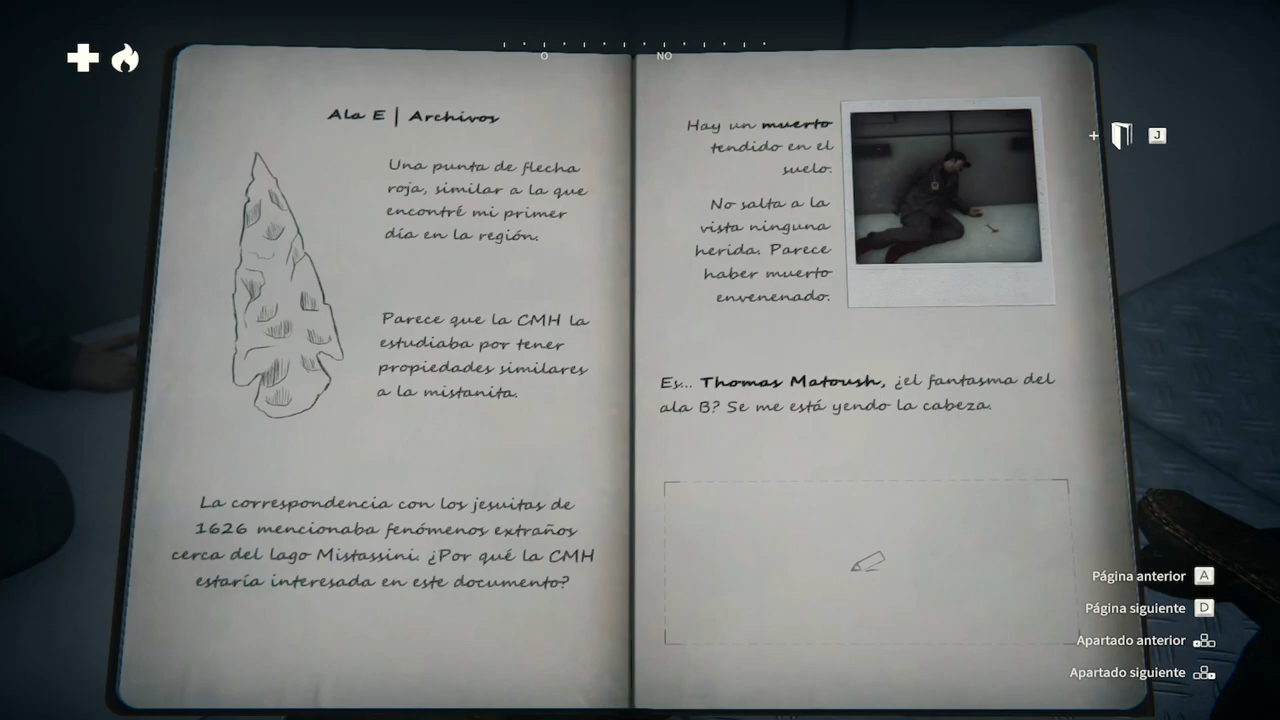 O
NO
Ala E | Archivos
Una punta de flecha
roja, similar a la que
encontré mi primer
día en la región.
Parece que la CMH la
estudiaba por tener
propiedades similares
a la mistanita.
La correspondencia con los jesuitas de
1626 mencionaba fenómenos extraños
cerca del lago Mistassini. ¿Por qué la CMH
estaría interesada en este documento?
Hay un muerto
tendido en el
suelo.
No salta a la
vista ninguna
herida. Parece
haber muerto
envenenado.
Es... Thomas Matoush, ¿el fantasma del
ala B? Se me está yendo la cabeza.
+ J
Página anterior A
Página siguiente D
Apartado anterior
Apartado siguiente